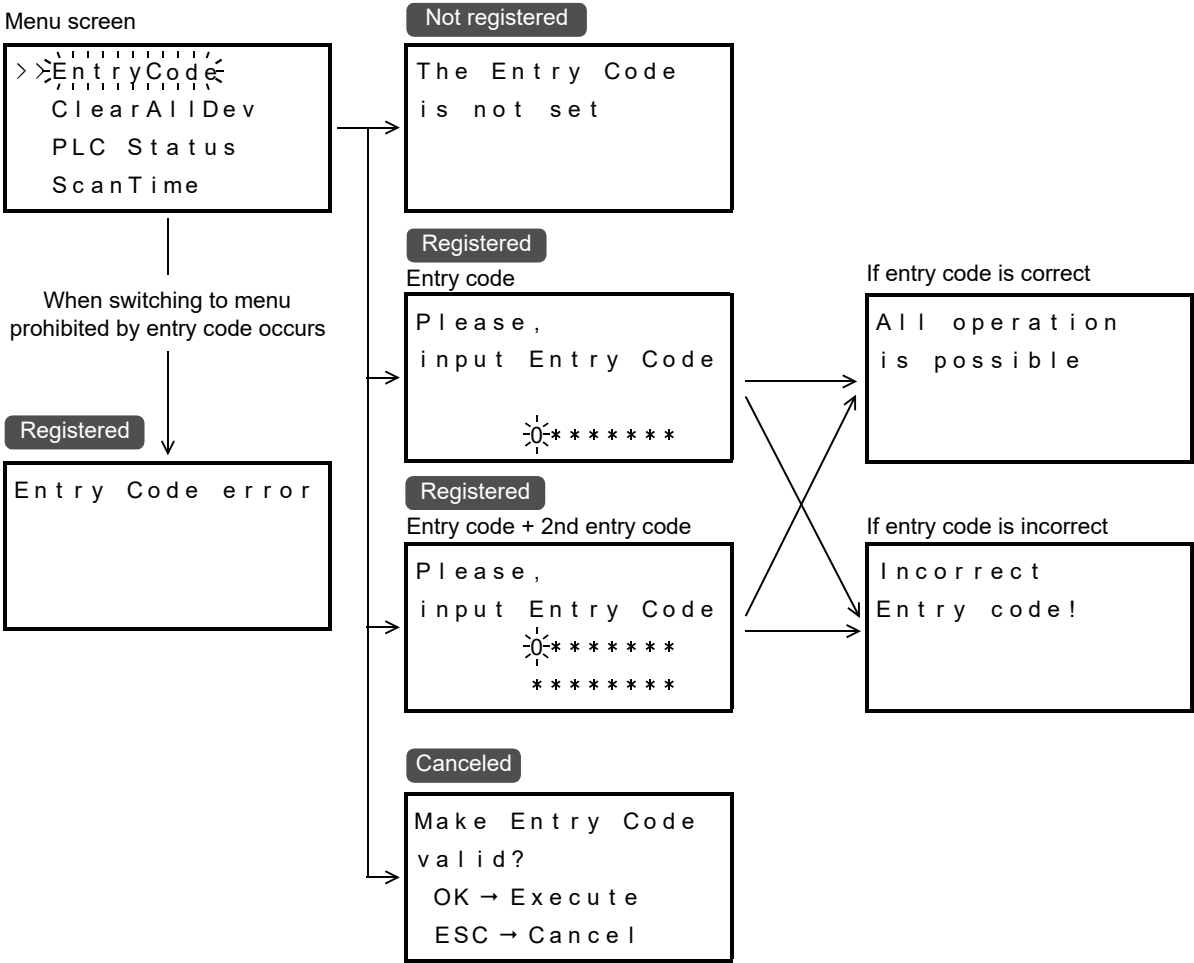 Menu screen
>>EntryCode
ClearAllDev
PLC Status
ScanTime
When switching to menu
prohibited by entry code occurs
Registered
Entry Code error
Not registered
The Entry Code
is not set
Registered
Entry code
Please,
input Entry Code
0*******
Registered
Entry code + 2nd entry code
Please,
input Entry Code
0*******
********
Canceled
Make Entry Code
valid?
OK → Execute
ESC → Cancel
If entry code is correct
All operation
is possible
If entry code is incorrect
Incorrect
Entry code!